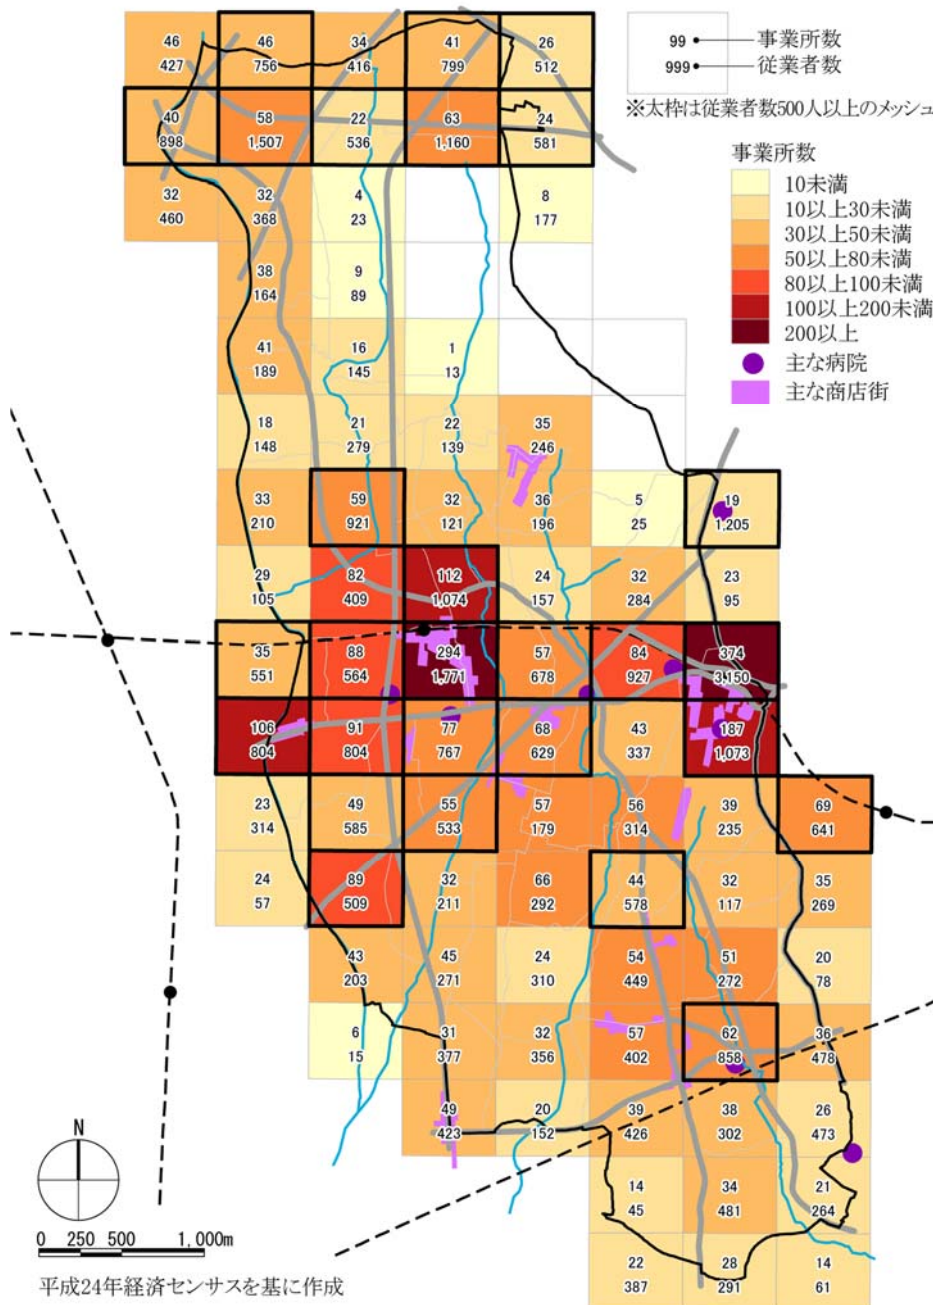 46 46 34 41 26
427 756 416 799 512
99 事業所数
999 従業者数
※太枠は従業者数500人以上のメッシュ
40 58 22 63 24
898 1,507 536 1,160 581
事業所数
10未満
10以上30未満
30以上50未満
50以上80未満
80以上100未満
100以上200未満
200以上
主な病院
主な商店街
32 32 4 8
460 368 23 177
38 9
164 89
41 16 1
189 145 13
18 21 22 35
148 279 139 246
33 59 32 36 5 19
210 921 121 196 25 1,205
29 82 112 24 32 23
105 409 1,074 157 284 95
35 88 294 57 84 374
551 564 1,771 678 927 3,150
106 91 77 68 43 187
804 804 767 629 337 1,073
23 49 55 57 56 39 69
314 585 533 179 314 235 641
24 89 32 66 44 32 35
57 509 211 292 578 117 269
43 45 24 54 51 20
203 271 310 449 272 78
6 31 32 57 62 36
15 377 356 402 858 478
49 20 39 38 26
423 152 426 302 473
14 34 21
45 481 264
22 28 14
387 291 61
N
0 250 500 1,000m
平成24年経済センサスを基に作成